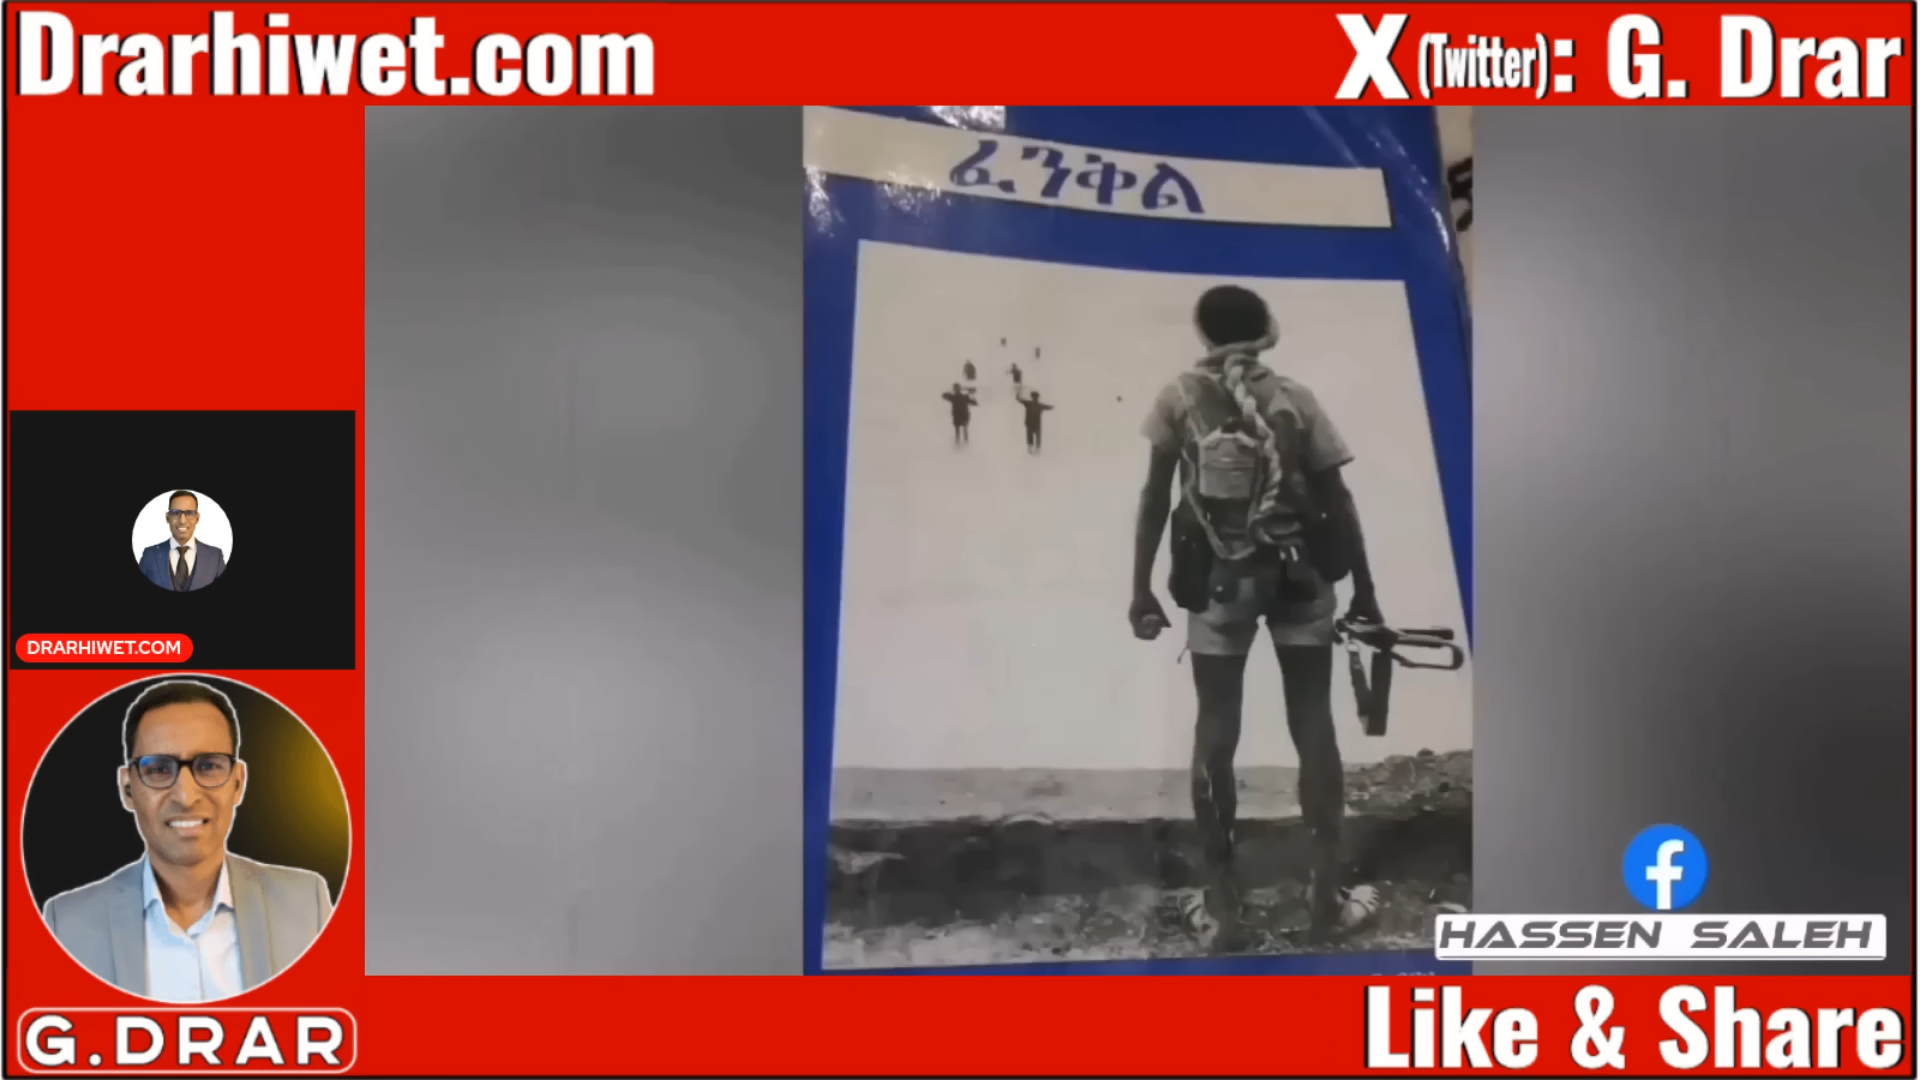 Drarhiwet.com
X (Twitter): G. Drar
ፈንቅል
DRARHIWET.COM
HASSEN SALEH
G.DRAR
Like & Share